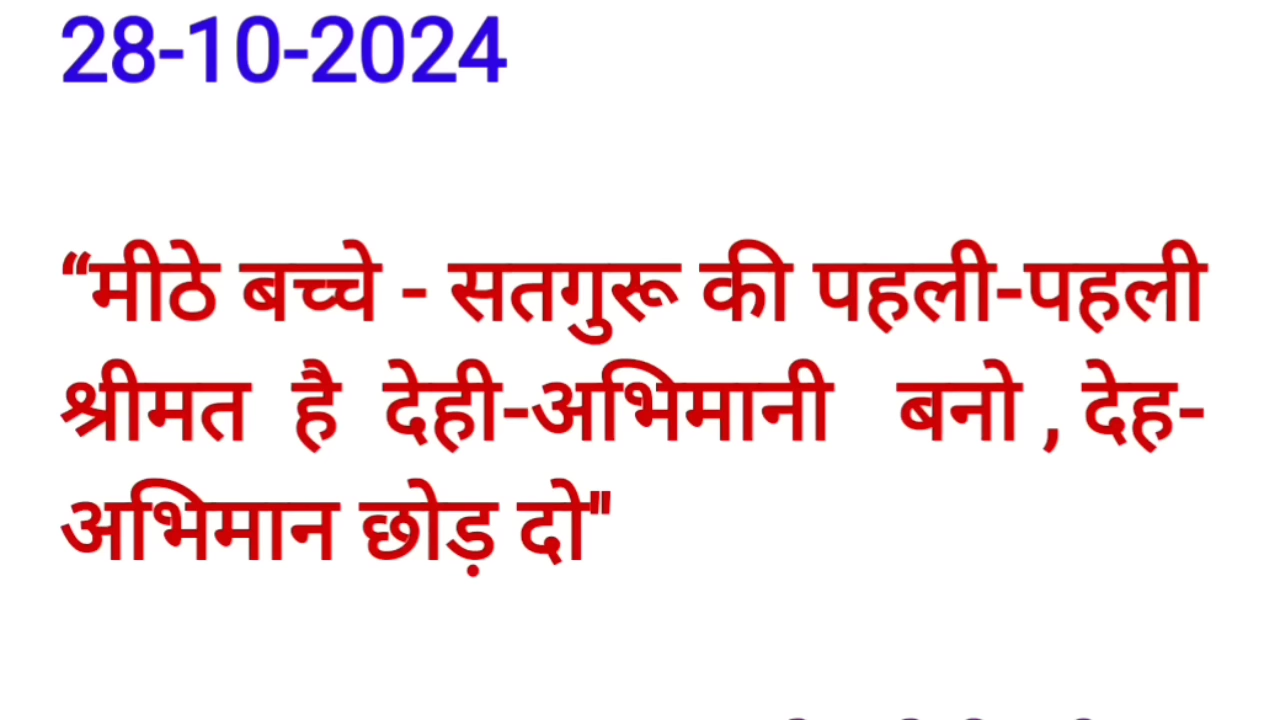 28-10-2024
“मीठे बच्चे - सतगुरू की पहली-पहली
श्रीमत है देही-अभिमानी बनो , देह-
अभिमान छोड़ दो"